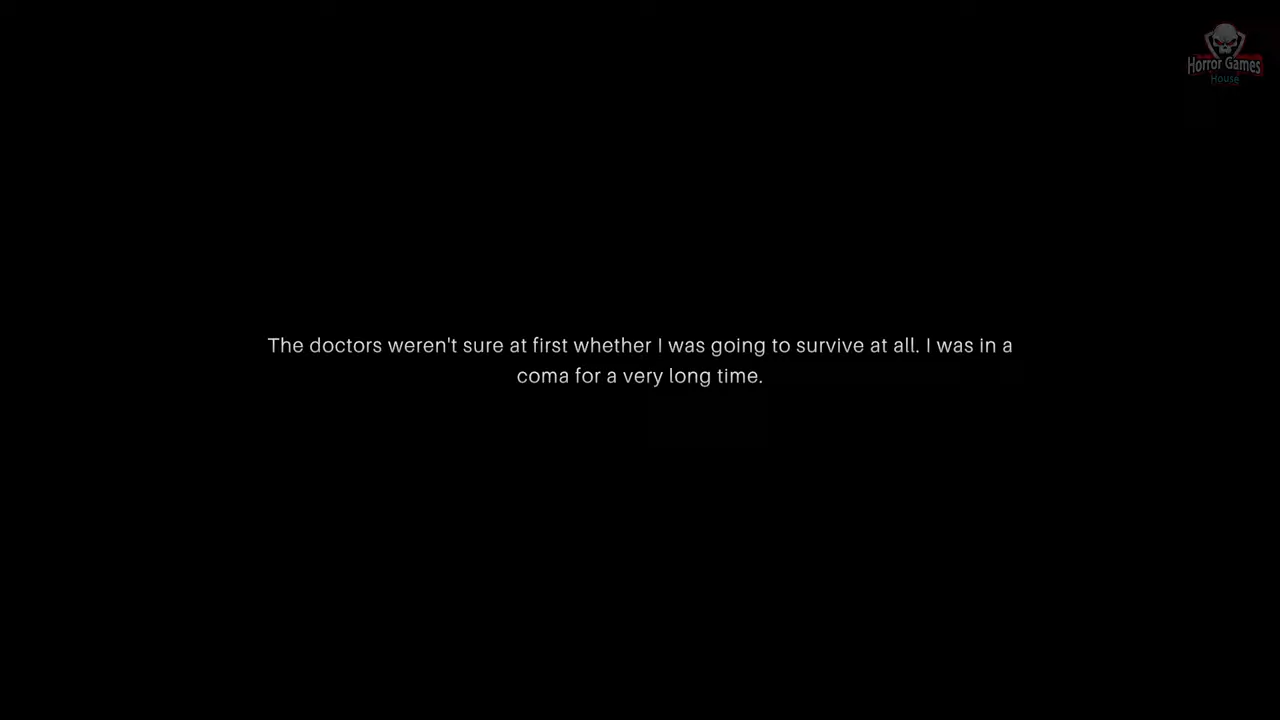 Horror Games
House
The doctors weren't sure at first whether I was going to survive at all. I was in a
coma for a very long time.